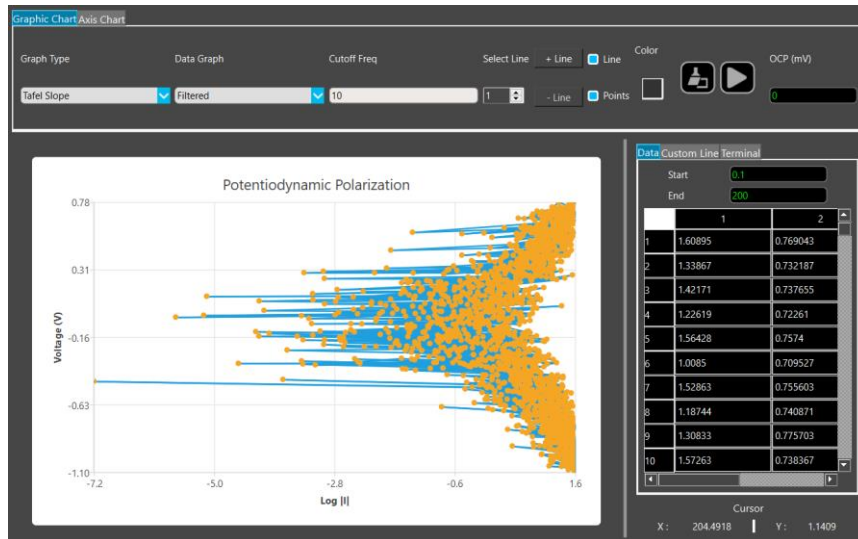 Graphic Chart Axis Chart
Graph Type Data Graph Cutoff Freq Select Line + Line Line Color OCP (mV)
Tafel Slope Filtered 10 1 - Line Points 0
Data Custom Line Terminal
Start 0.1
End 200
1 2
1 1.60895 0.769043
2 1.33867 0.732187
3 1.42171 0.737655
4 1.22619 0.72261
5 1.56428 0.7574
6 1.0085 0.709527
7 1.52863 0.755603
8 1.18744 0.740871
9 1.30833 0.775703
10 1.57263 0.738367
Cursor
X : 204.4918 Y : 1.1409
Potentiodynamic Polarization
0.78
0.31
-0.16
-0.63
-1.10
Voltage (V)
-7.2 -5.0 -2.8 -0.6 1.6
Log |I|